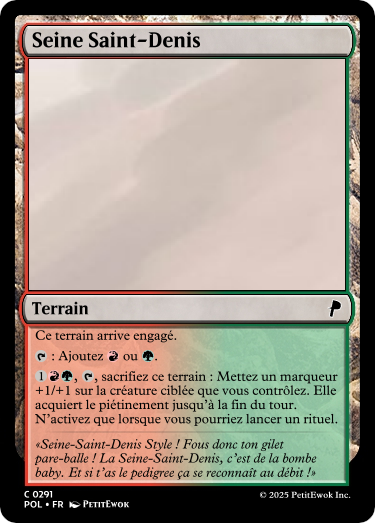 Seine Saint-Denis
Terrain
Ce terrain arrive engagé.
: Ajoutez ou .
1 , , sacrifiez ce terrain : Mettez un marqueur
+1/+1 sur la créature ciblée que vous contrôlez. Elle
acquiert le piétinement jusqu'à la fin du tour.
N'activez que lorsque vous pourriez lancer un rituel.
«Seine-Saint-Denis Style ! Fous donc ton gilet
pare-balle ! La Seine-Saint-Denis, c'est de la bombe
baby. Et si t'as le pedigree ça se reconnaît au débit !»
C 0291
POL • FR PetitEwok
© 2025 PetitEwok Inc.